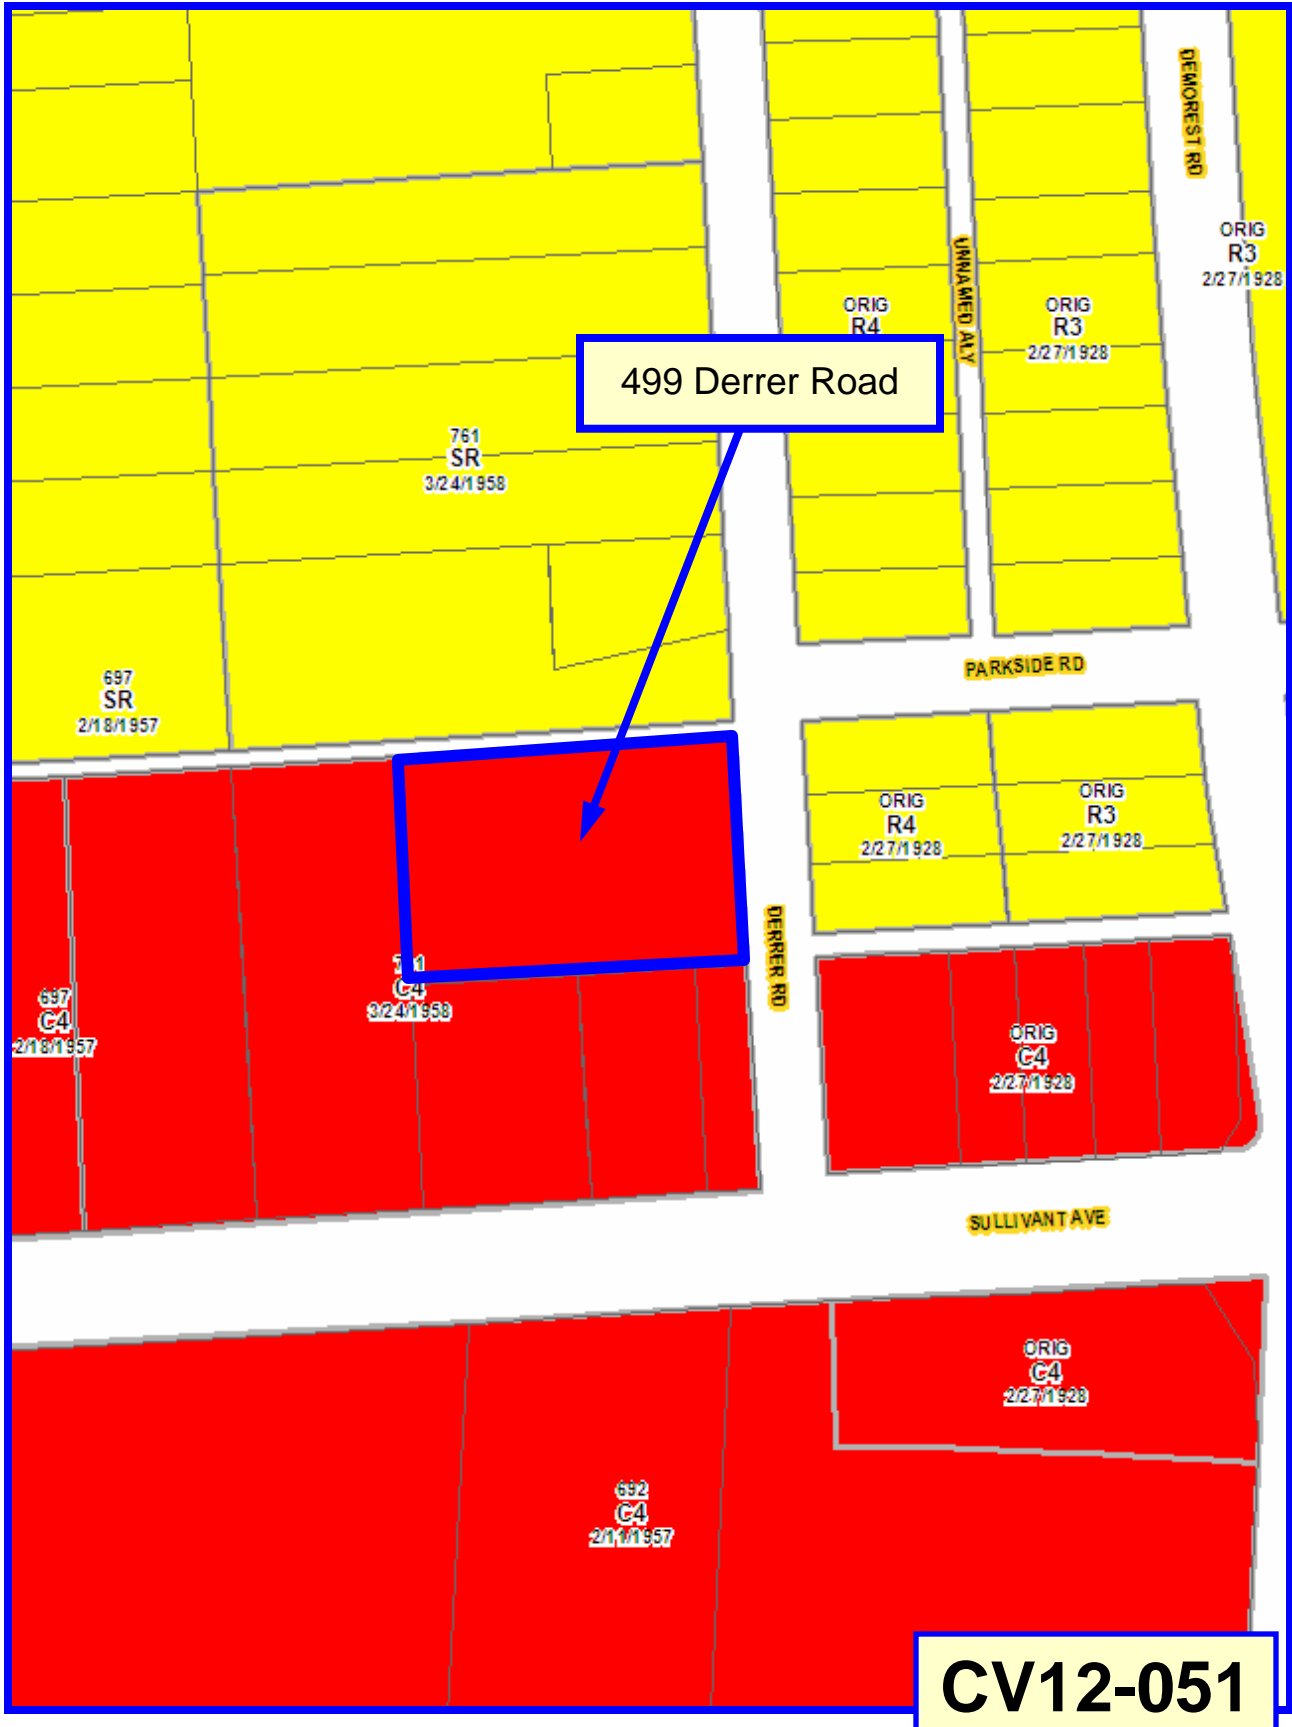 DEMOREST RD
ORIG
R3
2/27/1928
UNNAMED ALY
ORIG
R4
ORIG
R3
2/27/1928
499 Derrer Road
761
SR
3/24/1958
PARKSIDE RD
697
SR
2/18/1957
ORIG
R4
2/27/1928
ORIG
R3
2/27/1928
DERRER RD
C4
3/24/1958
697
C4
2/18/1957
ORIG
C4
2/27/1928
SULLIVANT AVE
ORIG
C4
2/27/1928
692
C4
2/11/1957
CV12-051